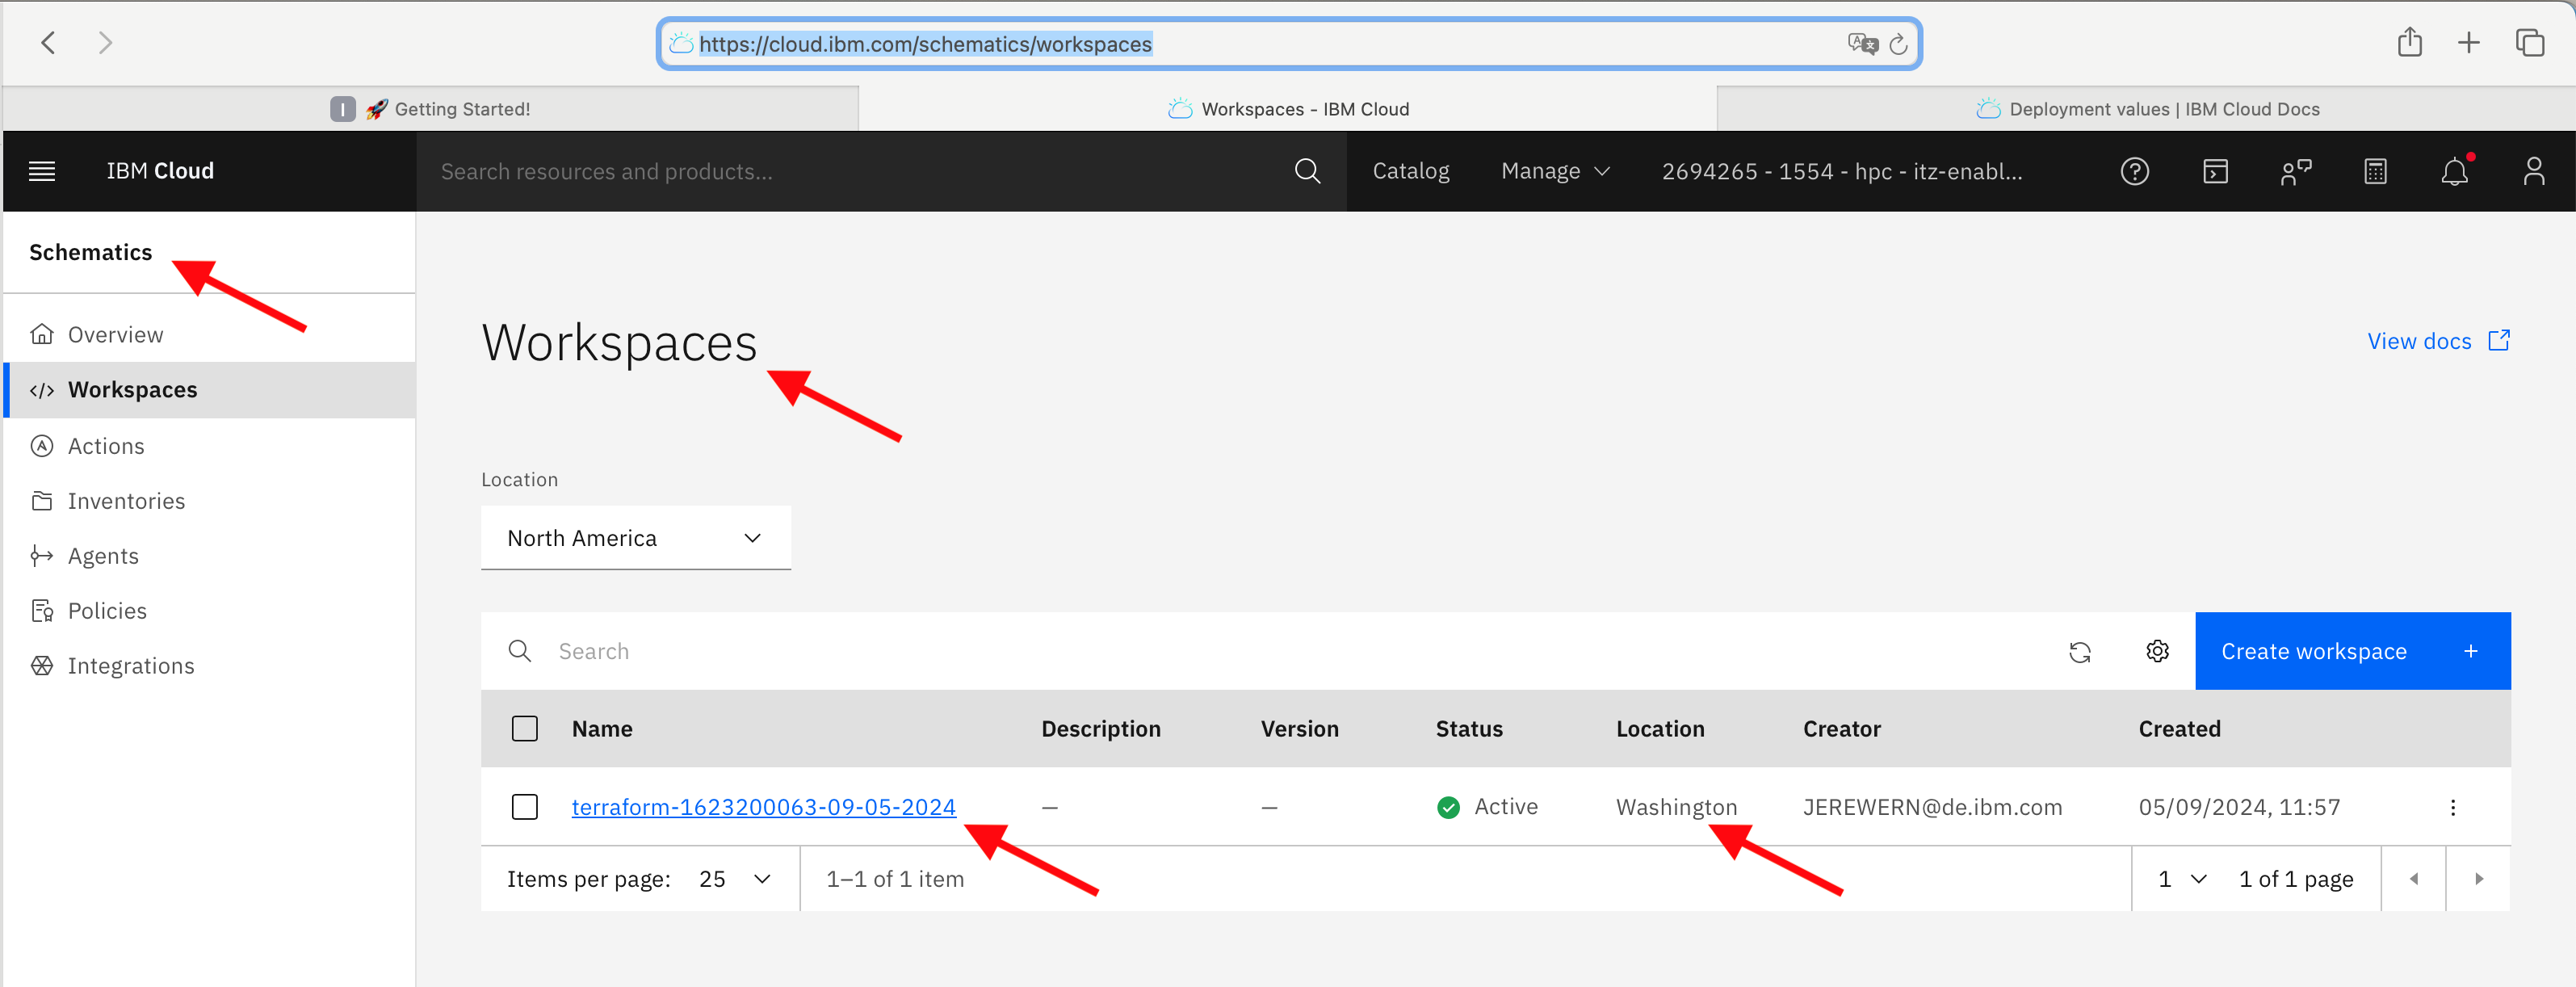 https://cloud.ibm.com/schematics/workspaces
I 🚀 Getting Started!
Workspaces - IBM Cloud
Deployment values | IBM Cloud Docs
IBM Cloud
Search resources and products...
Catalog
Manage
2694265 - 1554 - hpc - itz-enabl...
Schematics
Overview
Workspaces
Actions
Inventories
Agents
Policies
Integrations
Workspaces
View docs
Location
North America
Search
Create workspace +
Name Description Version Status Location Creator Created
terraform-1623200063-09-05-2024 — — Active Washington JEREWERN@de.ibm.com 05/09/2024, 11:57
Items per page: 25 1–1 of 1 item 1 1 of 1 page